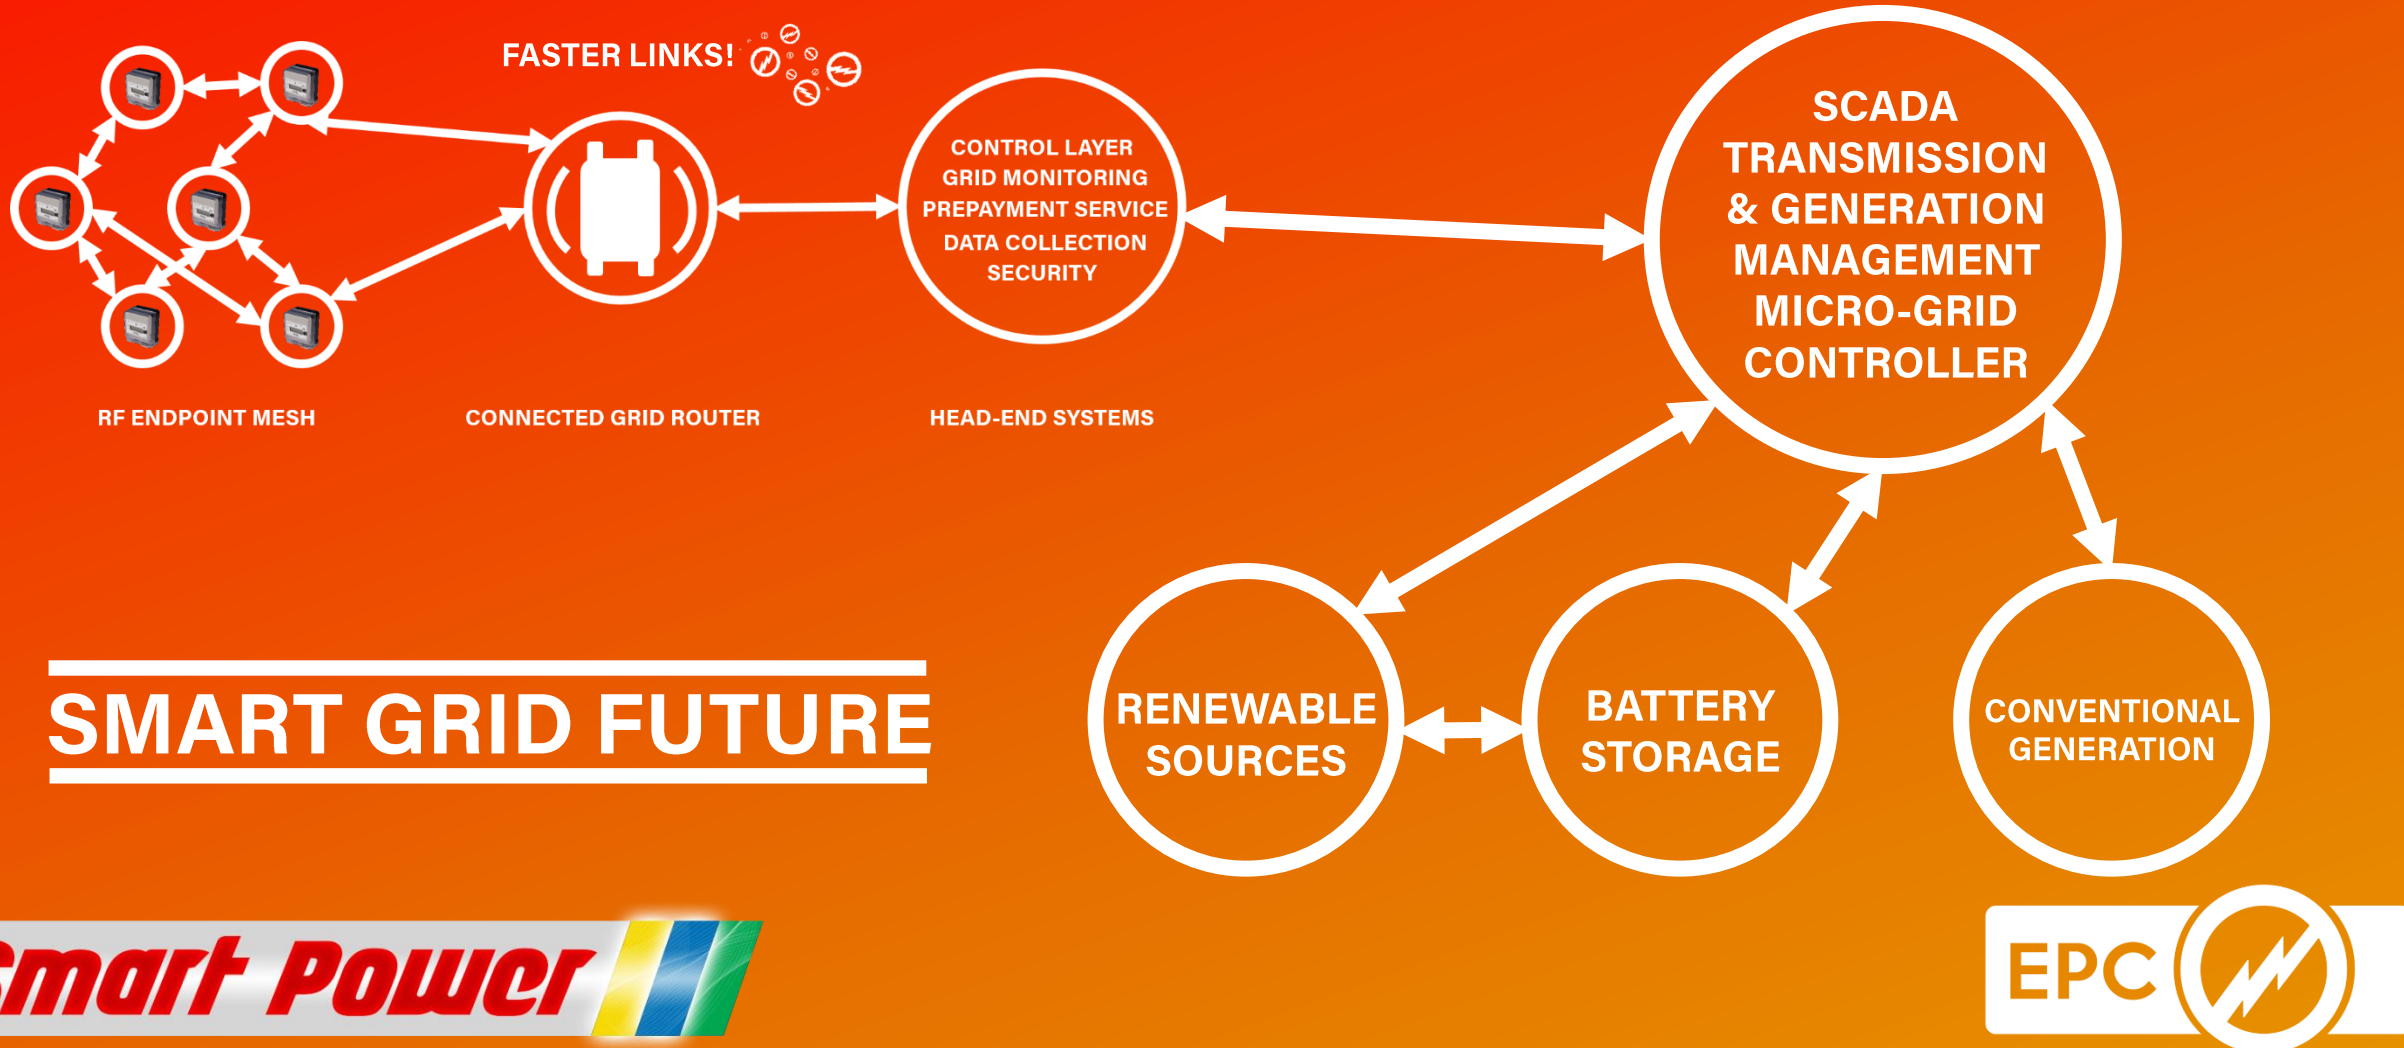 FASTER LINKS!
CONTROL LAYER
GRID MONITORING
PREPAYMENT SERVICE
DATA COLLECTION
SECURITY
RF ENDPOINT MESH
CONNECTED GRID ROUTER
HEAD-END SYSTEMS
SCADA
TRANSMISSION
& GENERATION
MANAGEMENT
MICRO-GRID
CONTROLLER
RENEWABLE
SOURCES
BATTERY
STORAGE
CONVENTIONAL
GENERATION
SMART GRID FUTURE
Smart Power
EPC